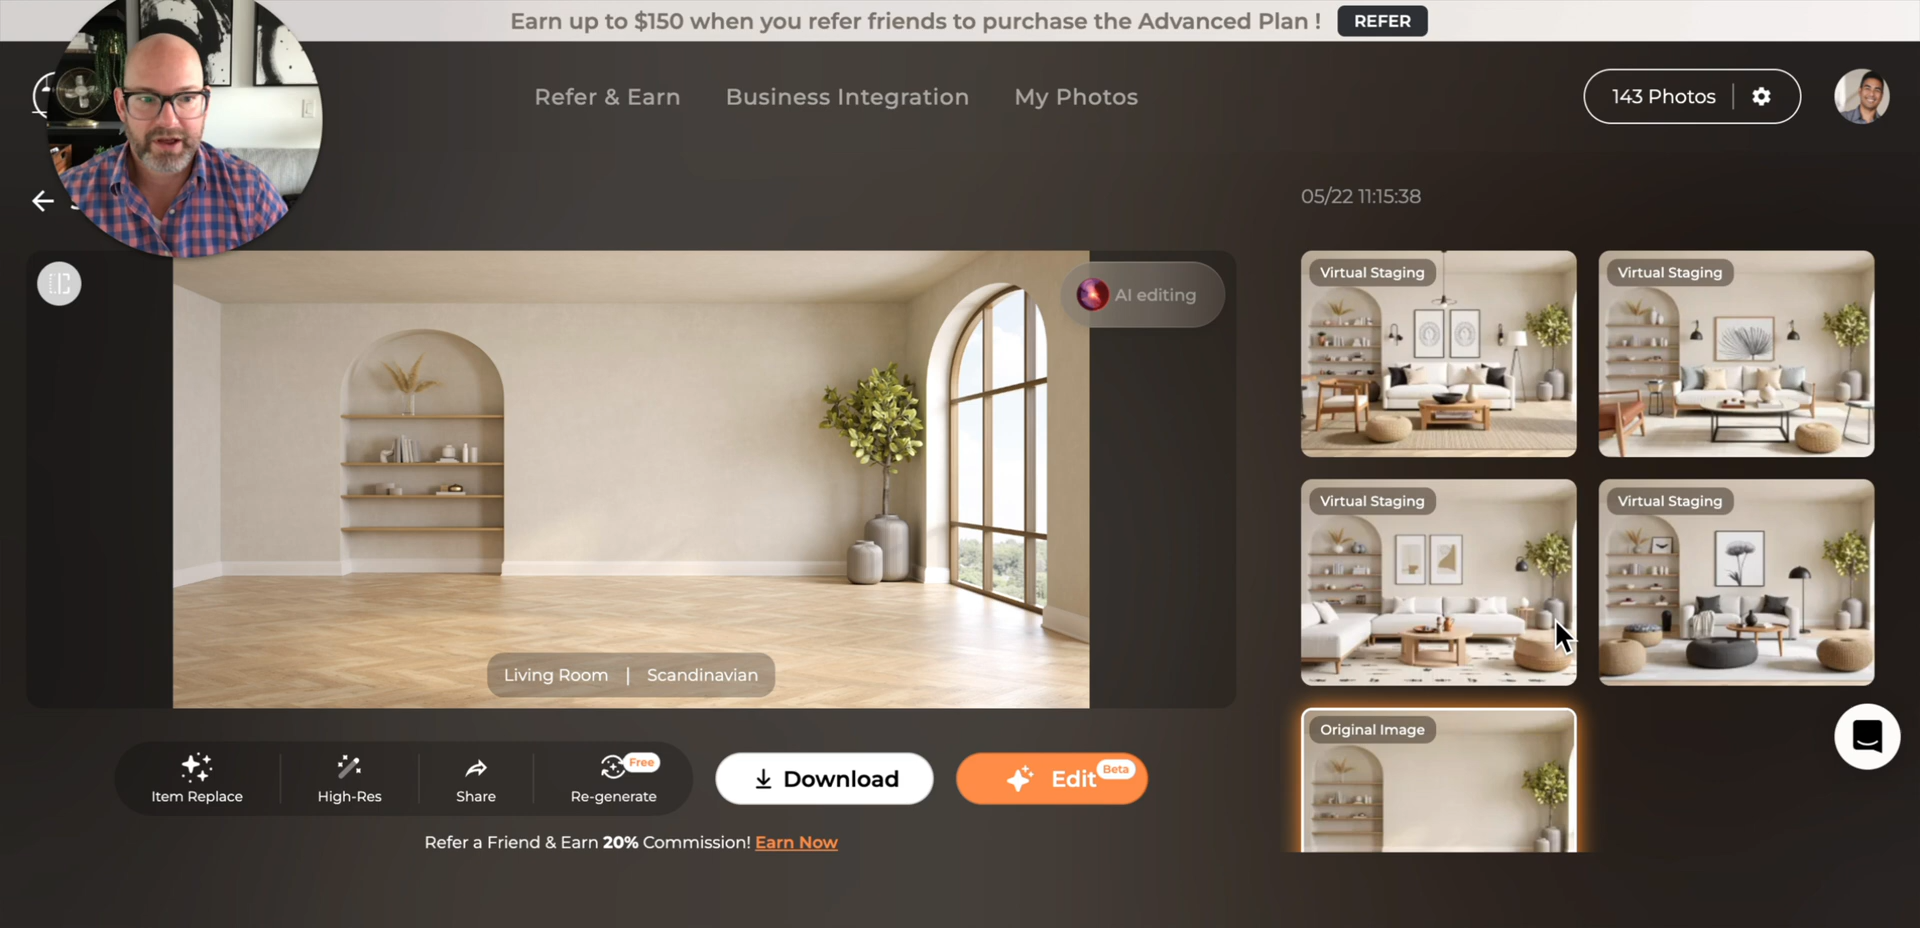 Earn up to $150 when you refer friends to purchase the Advanced Plan ! REFER
Refer & Earn Business Integration My Photos 143 Photos
05/22 11:15:38
AI editing
Living Room | Scandinavian
Virtual Staging Virtual Staging
Virtual Staging Virtual Staging
Original Image
Item Replace High-Res Share Free Re-generate Download Edit Beta
Refer a Friend & Earn 20% Commission! Earn Now